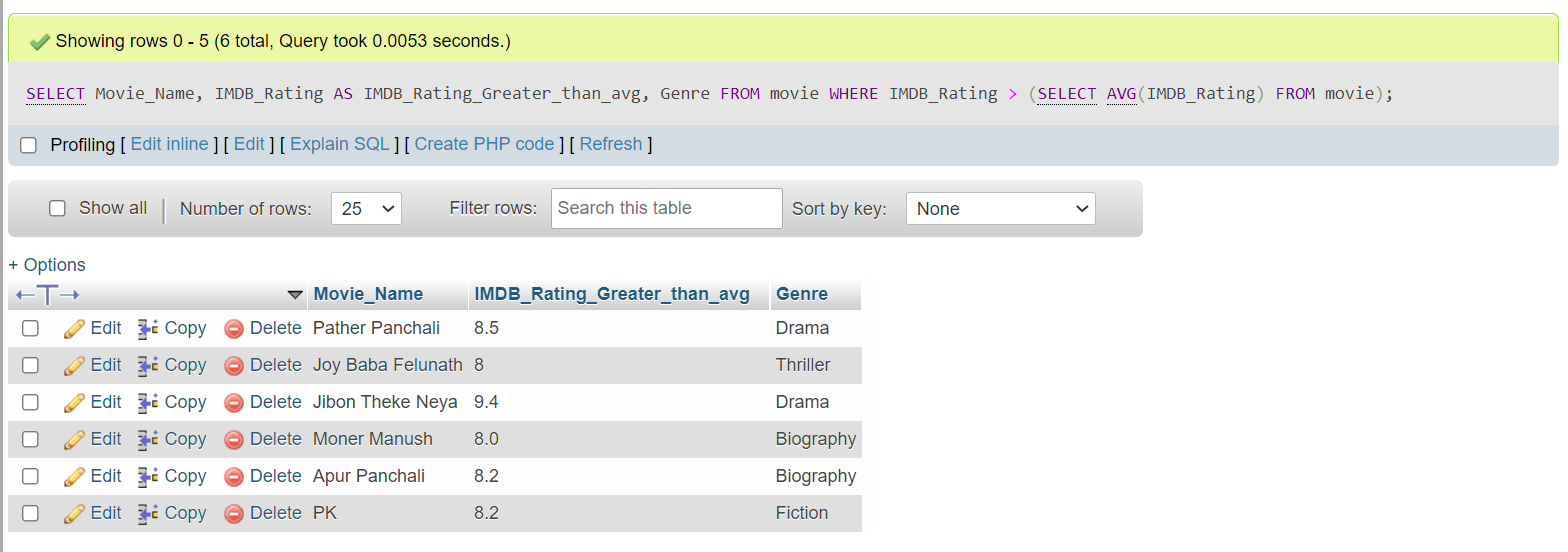 Showing rows 0 - 5 (6 total, Query took 0.0053 seconds.)
SELECT Movie_Name, IMDB_Rating AS IMDB_Rating_Greater_than_avg, Genre FROM movie WHERE IMDB_Rating > (SELECT AVG(IMDB_Rating) FROM movie);
Profiling [ Edit inline ] [ Edit ] [ Explain SQL ] [ Create PHP code ] [ Refresh ]
Show all | Number of rows: 25 Filter rows: Search this table Sort by key: None
+ Options
←T→ Movie_Name IMDB_Rating_Greater_than_avg Genre
Edit Copy Delete Pather Panchali 8.5 Drama
Edit Copy Delete Joy Baba Felunath 8 Thriller
Edit Copy Delete Jibon Theke Neya 9.4 Drama
Edit Copy Delete Moner Manush 8.0 Biography
Edit Copy Delete Apur Panchali 8.2 Biography
Edit Copy Delete PK 8.2 Fiction